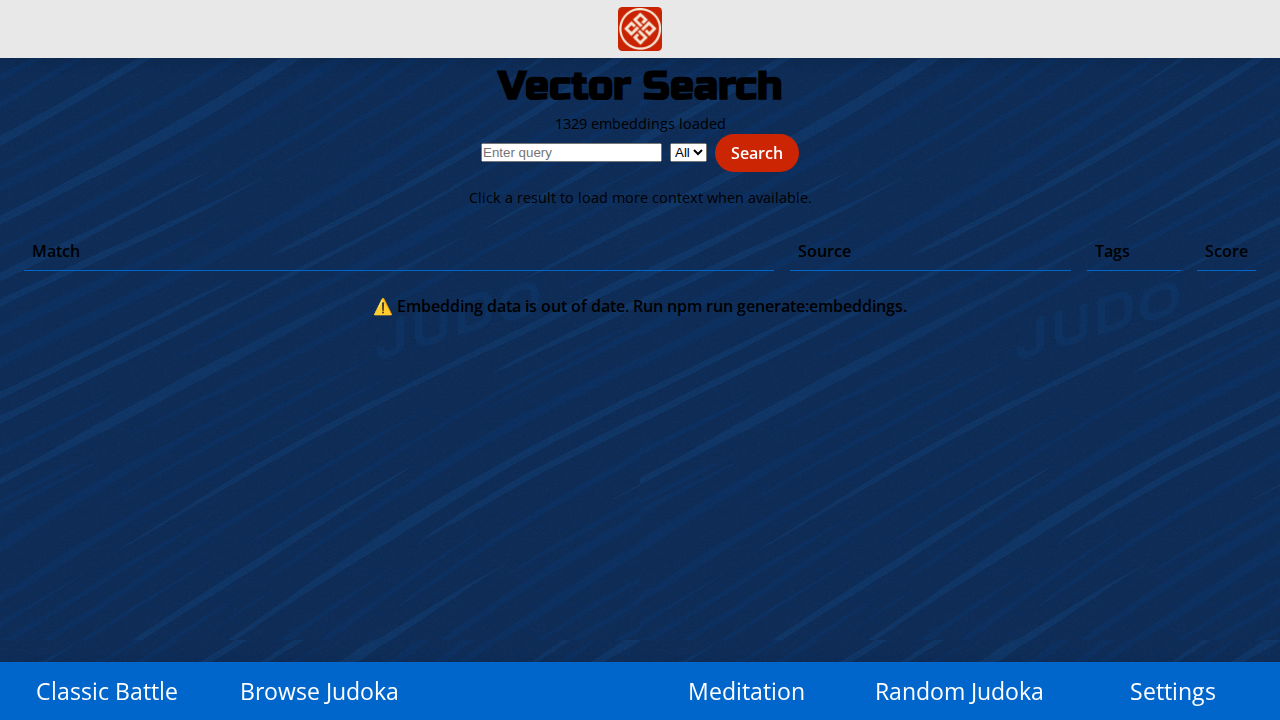 Vector Search
1329 embeddings loaded
Enter query All Search
Click a result to load more context when available.
Match Source Tags Score
⚠️ Embedding data is out of date. Run npm run generate:embeddings.
JUDO JUDO
Classic Battle Browse Judoka Meditation Random Judoka Settings